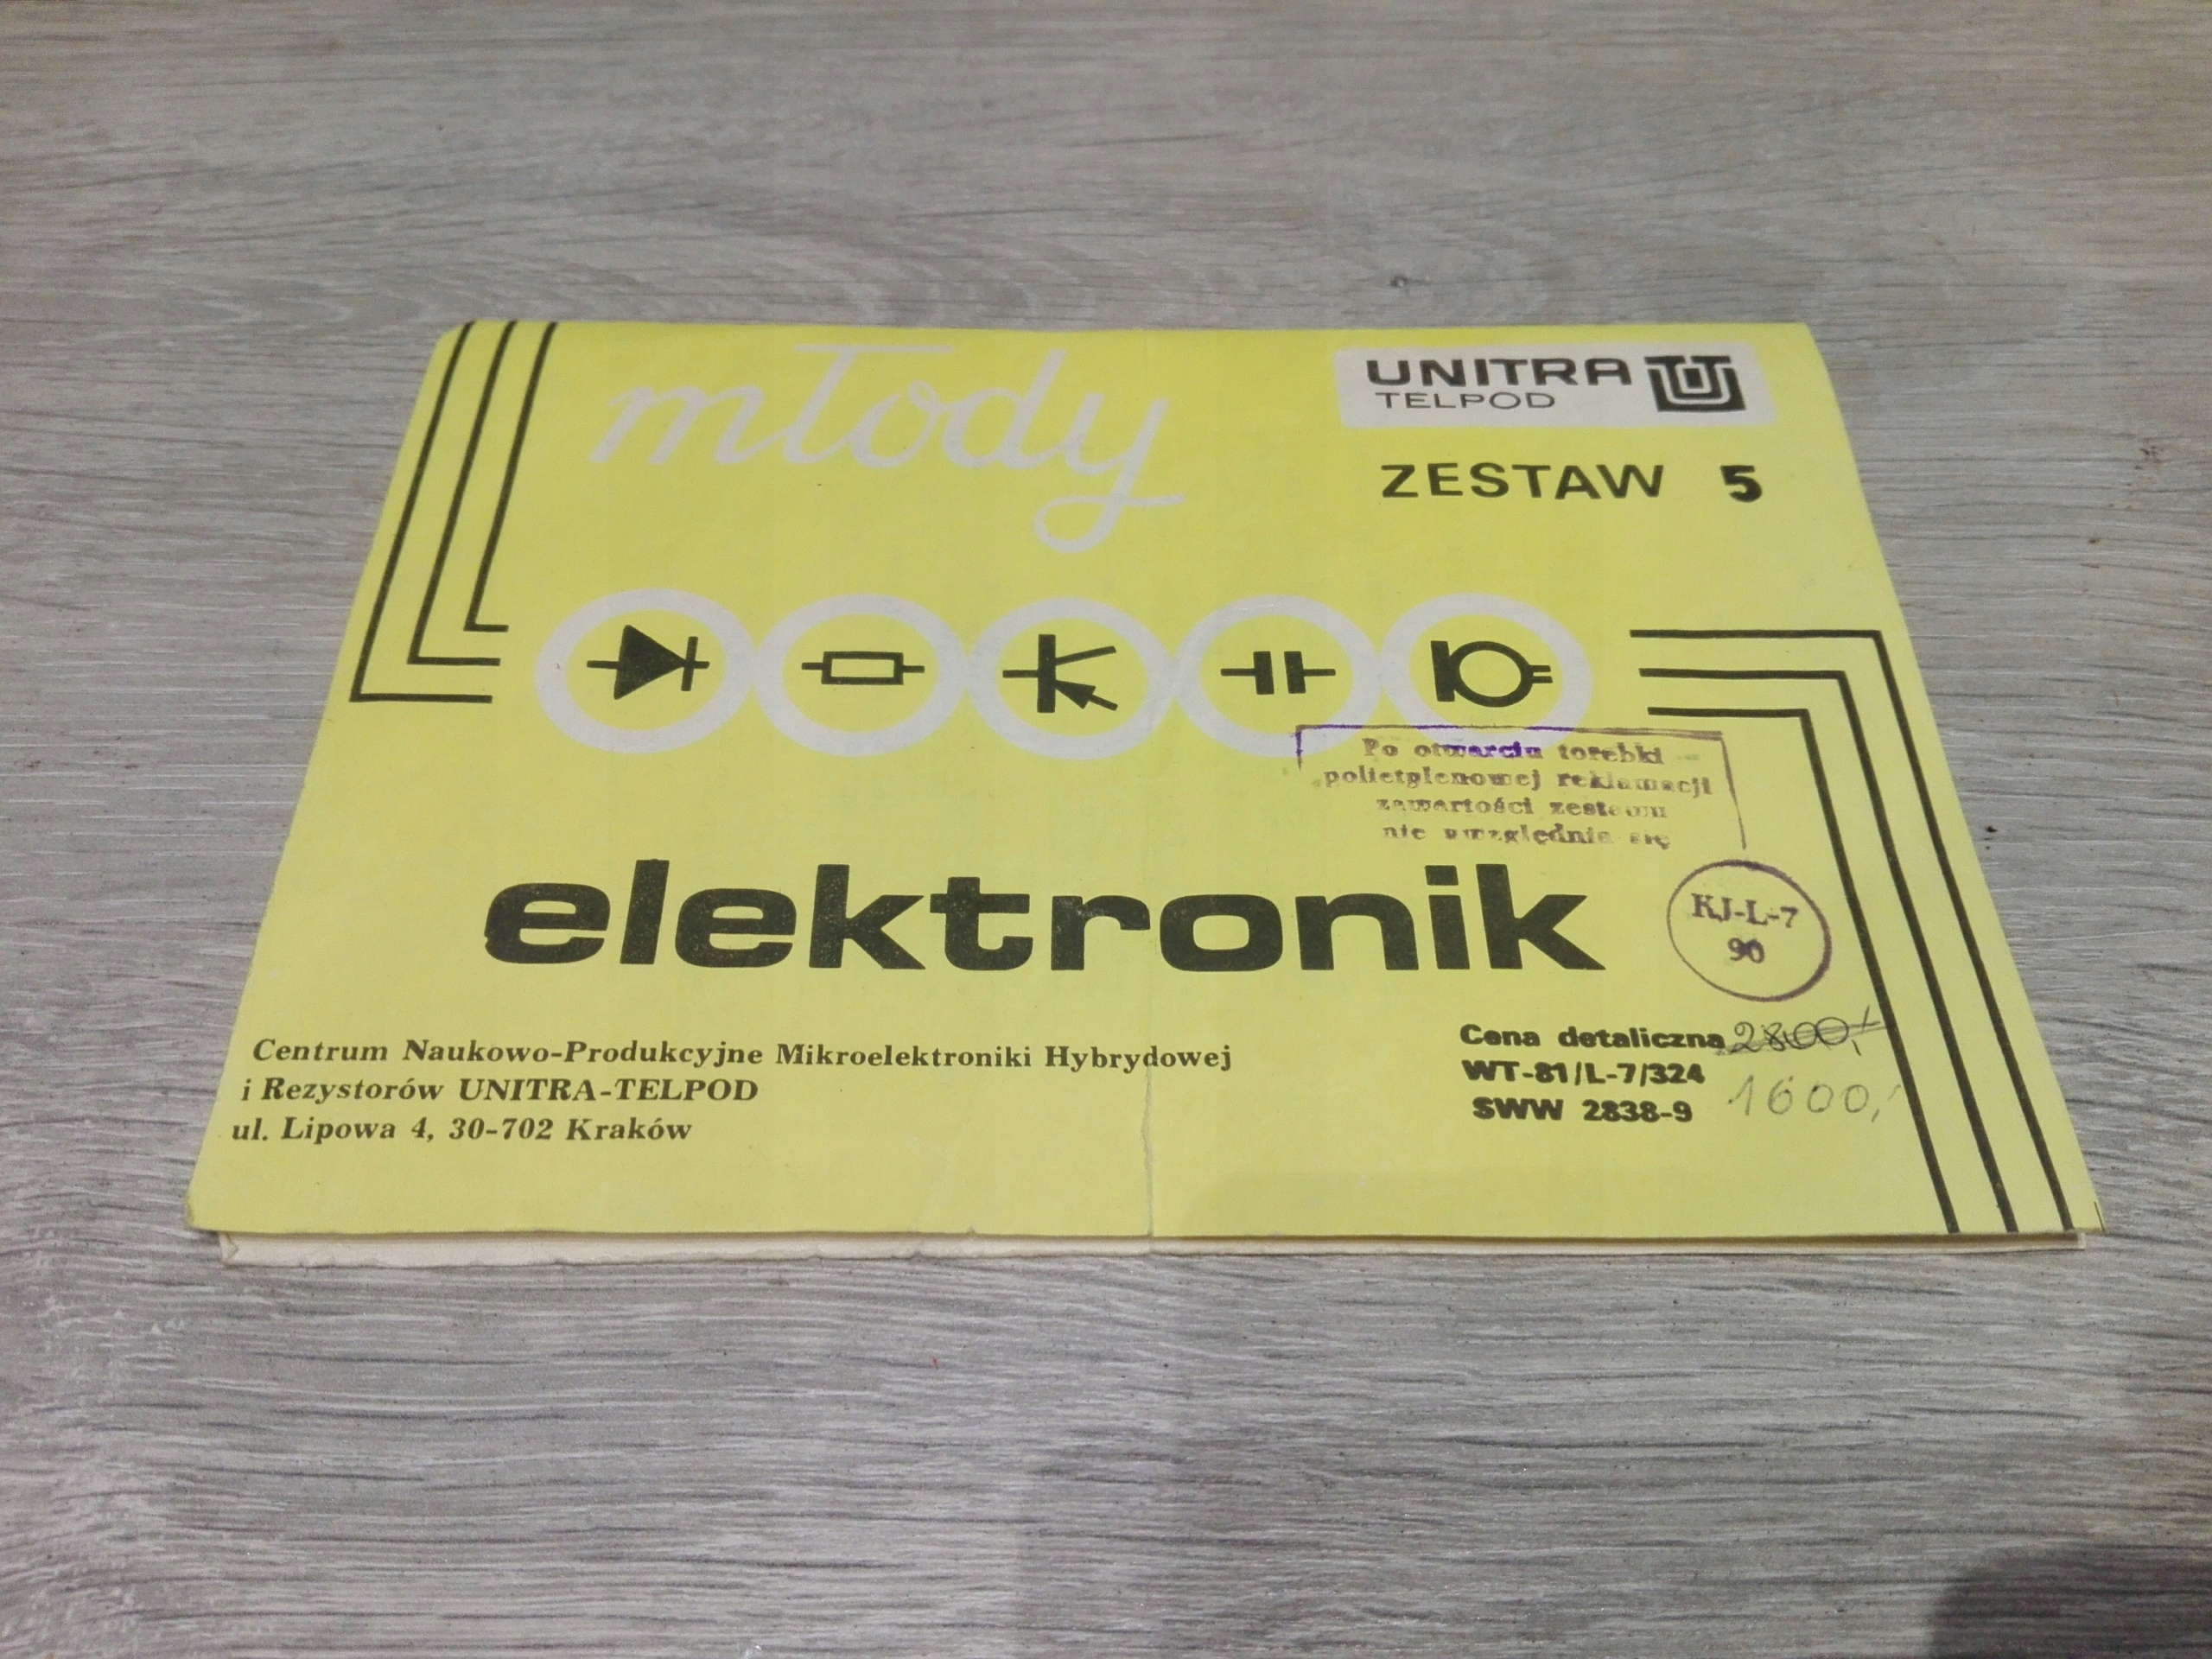 młody
UNITRA
TELPOD
ZESTAW 5
Po otwarciu torebki
polietylenowej reklamacji
zawartości zestawu
nie uwzględnia się
elektronik
KJ-L-7
90
Centrum Naukowo-Produkcyjne Mikroelektroniki Hybrydowej
i Rezystorów UNITRA-TELPOD
ul. Lipowa 4, 30-702 Kraków
Cena detaliczna 2800,-
WT-81/L-7/324
SWW 2838-9
1600,-